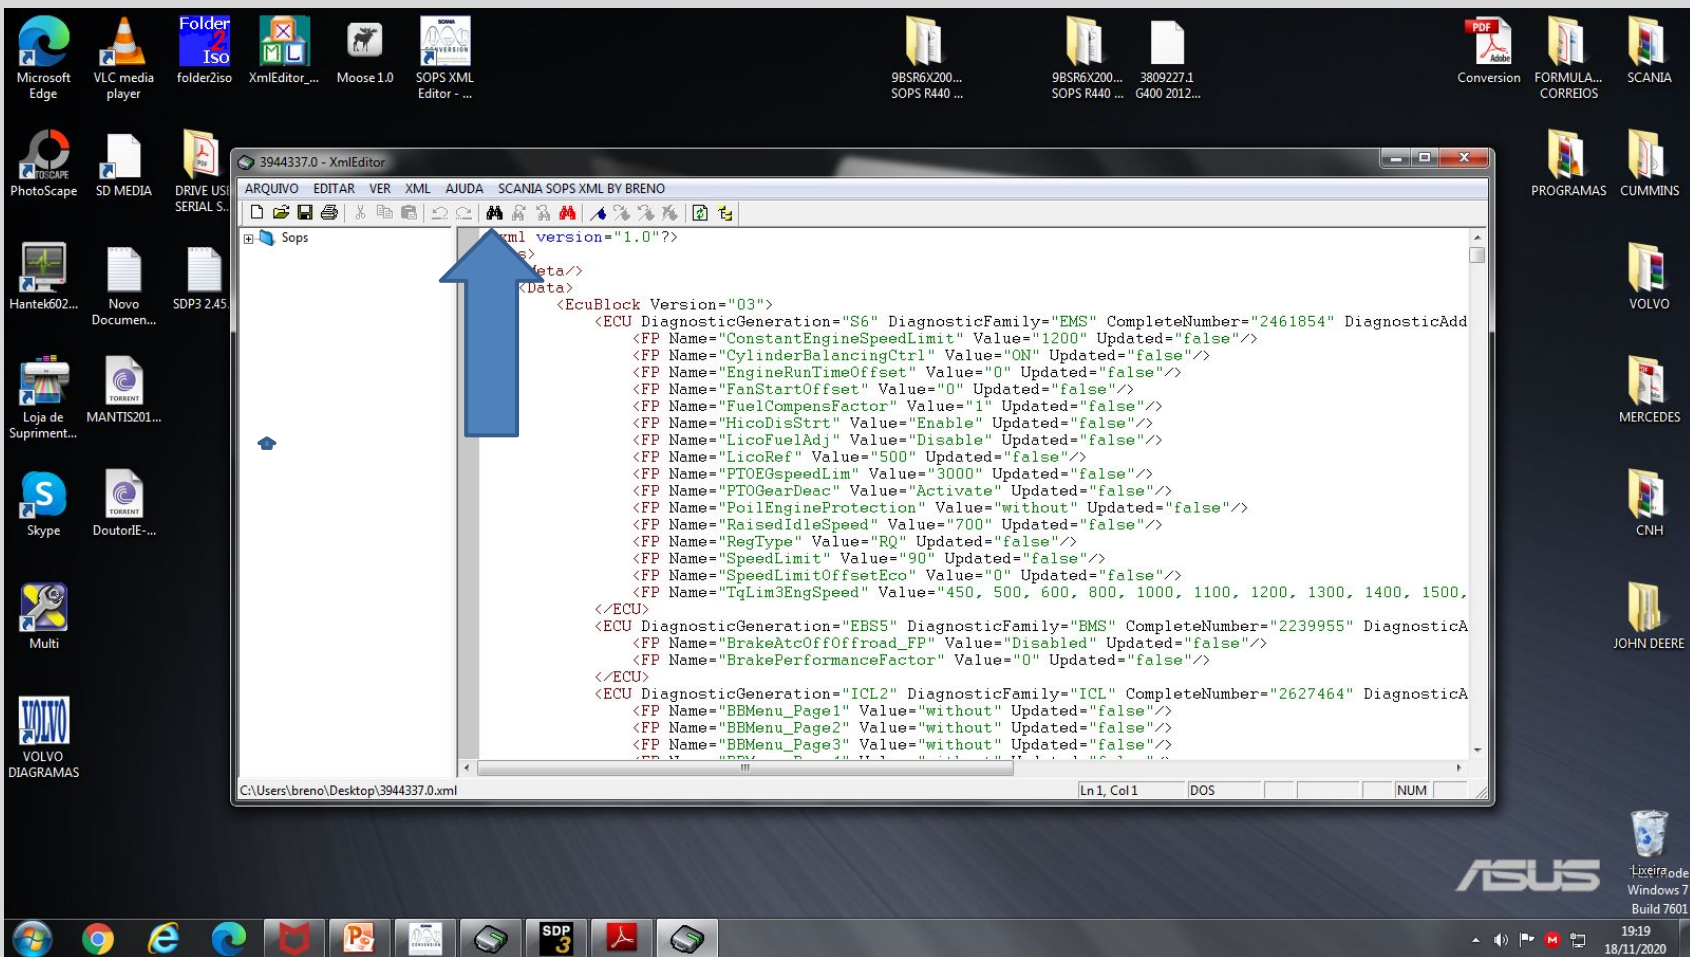 Microsoft
Edge
VLC media
player
Folder
2
Iso
folder2iso
XML
XmlEditor_...
Moose 1.0
SCANIA
CONVERSION
SOPS XML
Editor - ...
9BSR6X200...
SOPS R440 ...
9BSR6X200...
SOPS R440 ...
3809227.1
G400 2012...
PDF
Adobe
Conversion
FORMULA...
CORREIOS
SCANIA
PhotoScape
SD MEDIA
DRIVE USB
SERIAL S...
PROGRAMAS
CUMMINS
3944337.0 - XmlEditor
ARQUIVO EDITAR VER XML AJUDA SCANIA SOPS XML BY BRENO
Sops
xml version="1.0"?>
s>
eta/>
<Data>
<EcuBlock Version="03">
<ECU DiagnosticGeneration="S6" DiagnosticFamily="EMS" CompleteNumber="2461854" DiagnosticAdd
<FP Name="ConstantEngineSpeedLimit" Value="1200" Updated="false"/>
<FP Name="CylinderBalancingCtrl" Value="ON" Updated="false"/>
<FP Name="EngineRunTimeOffset" Value="0" Updated="false"/>
<FP Name="FanStartOffset" Value="0" Updated="false"/>
<FP Name="FuelCompensFactor" Value="1" Updated="false"/>
<FP Name="HicoDisStrt" Value="Enable" Updated="false"/>
<FP Name="LicoFuelAdj" Value="Disable" Updated="false"/>
<FP Name="LicoRef" Value="500" Updated="false"/>
<FP Name="PTOEGspeedLim" Value="3000" Updated="false"/>
<FP Name="PTOGearDeac" Value="Activate" Updated="false"/>
<FP Name="PoilEngineProtection" Value="without" Updated="false"/>
<FP Name="RaisedIdleSpeed" Value="700" Updated="false"/>
<FP Name="RegType" Value="RQ" Updated="false"/>
<FP Name="SpeedLimit" Value="90" Updated="false"/>
<FP Name="SpeedLimitOffsetEco" Value="0" Updated="false"/>
<FP Name="TqLim3EngSpeed" Value="450, 500, 600, 800, 1000, 1100, 1200, 1300, 1400, 1500,
</ECU>
<ECU DiagnosticGeneration="EBS5" DiagnosticFamily="BMS" CompleteNumber="2239955" DiagnosticA
<FP Name="BrakeAtcOffOffroad_FP" Value="Disabled" Updated="false"/>
<FP Name="BrakePerformanceFactor" Value="0" Updated="false"/>
</ECU>
<ECU DiagnosticGeneration="ICL2" DiagnosticFamily="ICL" CompleteNumber="2627464" DiagnosticA
<FP Name="BBMenu_Page1" Value="without" Updated="false"/>
<FP Name="BBMenu_Page2" Value="without" Updated="false"/>
<FP Name="BBMenu_Page3" Value="without" Updated="false"/>
C:\Users\breno\Desktop\3944337.0.xml
Ln 1, Col 1
DOS
NUM
Hantek602...
Novo
Documen...
SDP3 2.45.
VOLVO
Loja de
Supriment...
TORRENT
MANTIS201...
MERCEDES
Skype
TORRENT
DoutorIE-...
CNH
Multi
JOHN DEERE
VOLVO
VOLVO
DIAGRAMAS
ASUS
Lixeira
Windows 7
Build 7601
SDP
3
19:19
18/11/2020